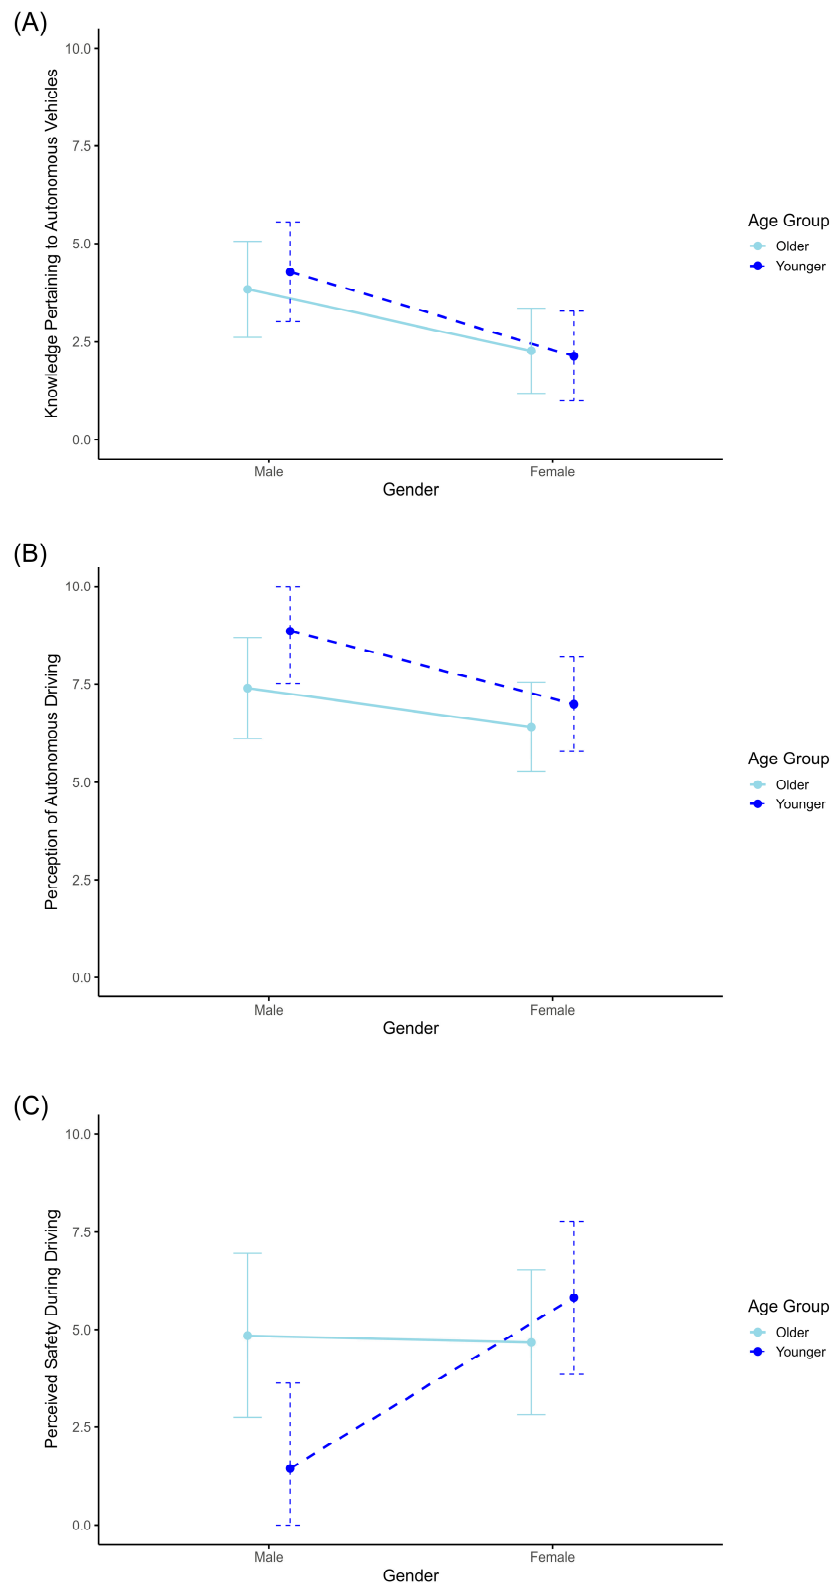 (A)
Knowledge Pertaining to Autonomous Vehicles
10.0
7.5
5.0
2.5
0.0
Male
Female
Gender
Age Group
Older
Younger
(B)
Perception of Autonomous Driving
10.0
7.5
5.0
2.5
0.0
Male
Female
Gender
Age Group
Older
Younger
(C)
Perceived Safety During Driving
10.0
7.5
5.0
2.5
0.0
Male
Female
Gender
Age Group
Older
Younger